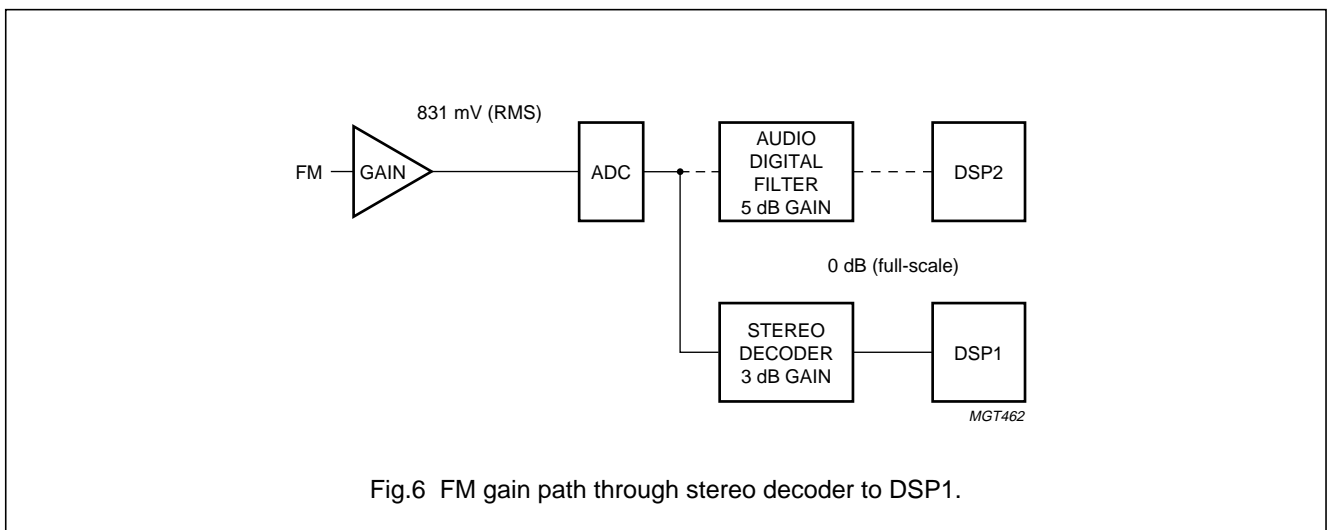 831 mV (RMS)
FM
GAIN
ADC
AUDIO
DIGITAL
FILTER
5 dB GAIN
DSP2
0 dB (full-scale)
STEREO
DECODER
3 dB GAIN
DSP1
MGT462
Fig.6 FM gain path through stereo decoder to DSP1.